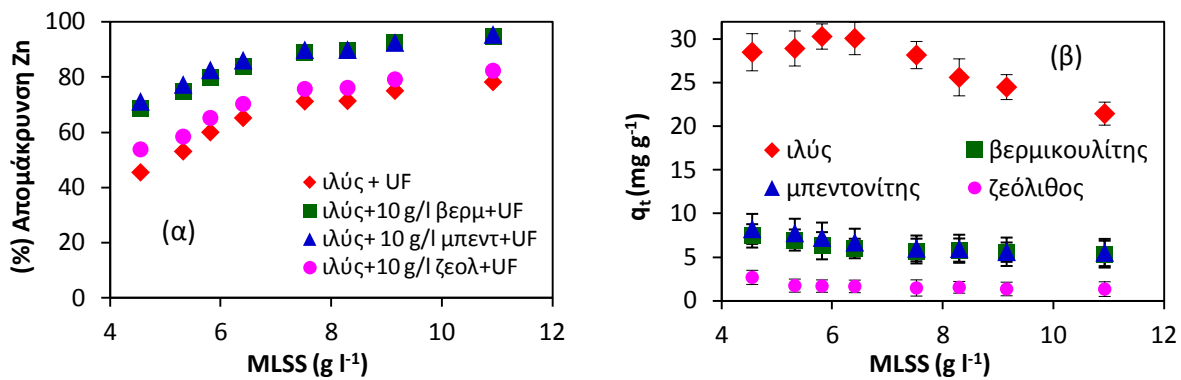 (%) Απομάκρυνση Zn
100
80
60
40
20
0
(α)
ιλύς + UF
ιλύς+10 g/l βερμ+UF
ιλύς+ 10 g/l μπεντ+UF
ιλύς+10 g/l ζεολ+UF
4 6 8 10 12
MLSS (g l⁻¹)
qₜ (mg g⁻¹)
30
25
20
15
10
5
0
(β)
ιλύς βερμικουλίτης
μπεντονίτης ζεόλιθος
4 6 8 10 12
MLSS (g l⁻¹)